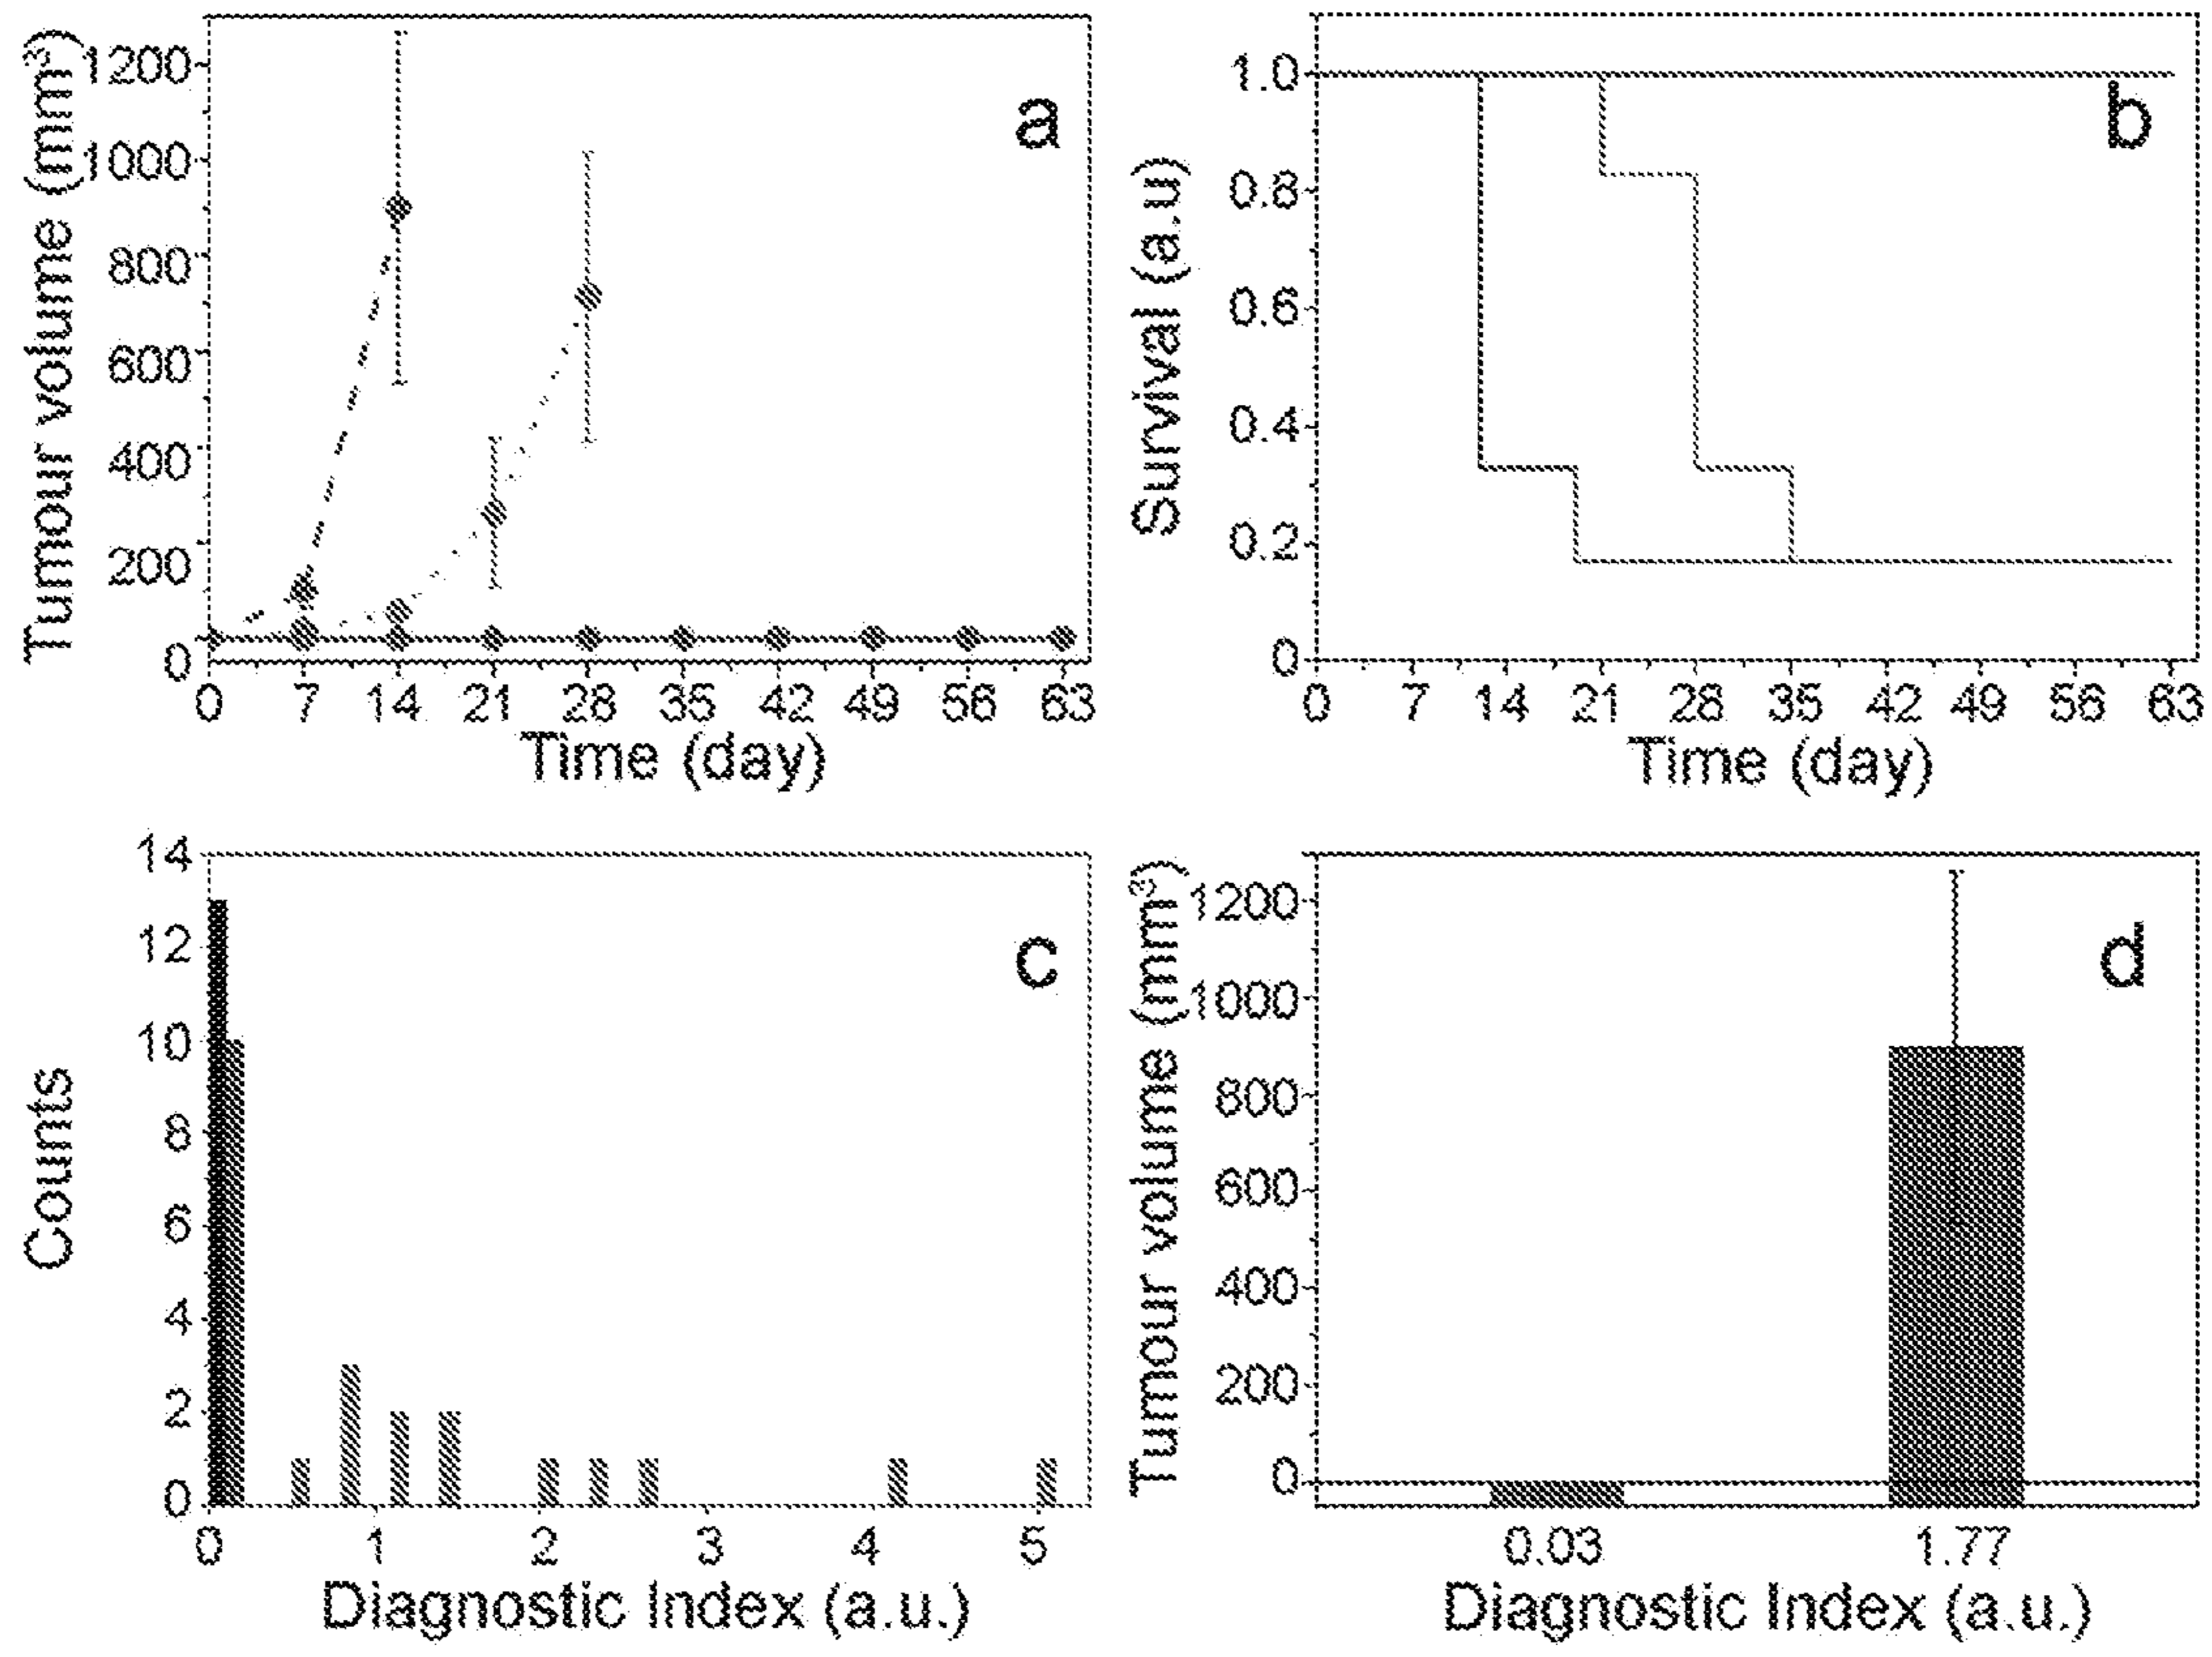 Tumour volume (mm³)
1200
1000
800
600
400
200
0
a
0 7 14 21 28 35 42 49 56 63
Time (day)
Survival (a.u)
1.0
0.8
0.6
0.4
0.2
0
b
0 7 14 21 28 35 42 49 56 63
Time (day)
Counts
14
12
10
8
6
4
2
0
c
0 1 2 3 4 5
Diagnostic Index (a.u.)
Tumour volume (mm³)
1200
1000
800
600
400
200
0
d
0.03 1.77
Diagnostic Index (a.u.)